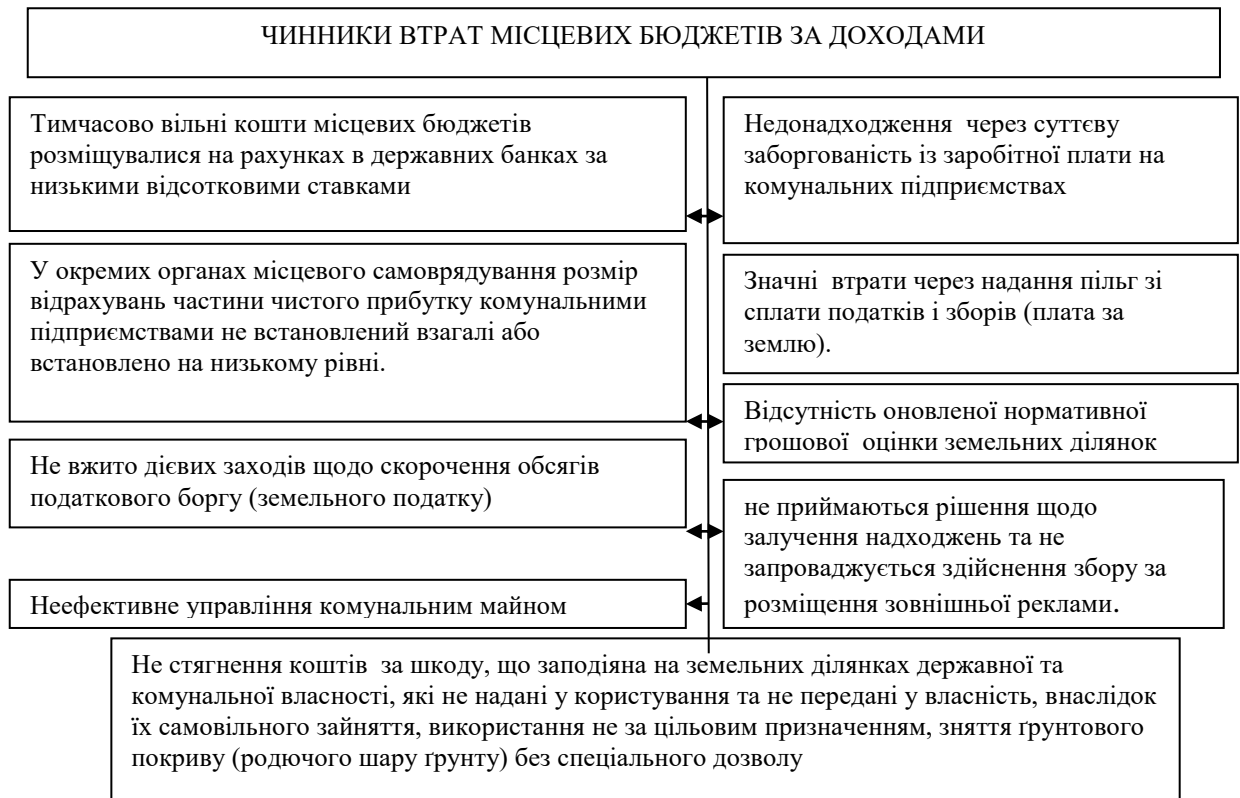 ЧИННИКИ ВТРАТ МІСЦЕВИХ БЮДЖЕТІВ ЗА ДОХОДАМИ
Тимчасово вільні кошти місцевих бюджетів
розміщувалися на рахунках в державних банках за
низькими відсотковими ставками
Недонадходження через суттєву
заборгованість із заробітної плати на
комунальних підприємствах
У окремих органах місцевого самоврядування розмір
відрахувань частини чистого прибутку комунальними
підприємствами не встановлений взагалі або
встановлено на низькому рівні.
Значні втрати через надання пільг зі
сплати податків і зборів (плата за
землю).
Відсутність оновленої нормативної
грошової оцінки земельних ділянок
Не вжито дієвих заходів щодо скорочення обсягів
податкового боргу (земельного податку)
не приймаються рішення щодо
залучення надходжень та не
запроваджується здійснення збору за
розміщення зовнішньої реклами.
Неефективне управління комунальним майном
Не стягнення коштів за шкоду, що заподіяна на земельних ділянках державної та
комунальної власності, які не надані у користування та не передані у власність, внаслідок
їх самовільного зайняття, використання не за цільовим призначенням, зняття ґрунтового
покриву (родючого шару ґрунту) без спеціального дозволу